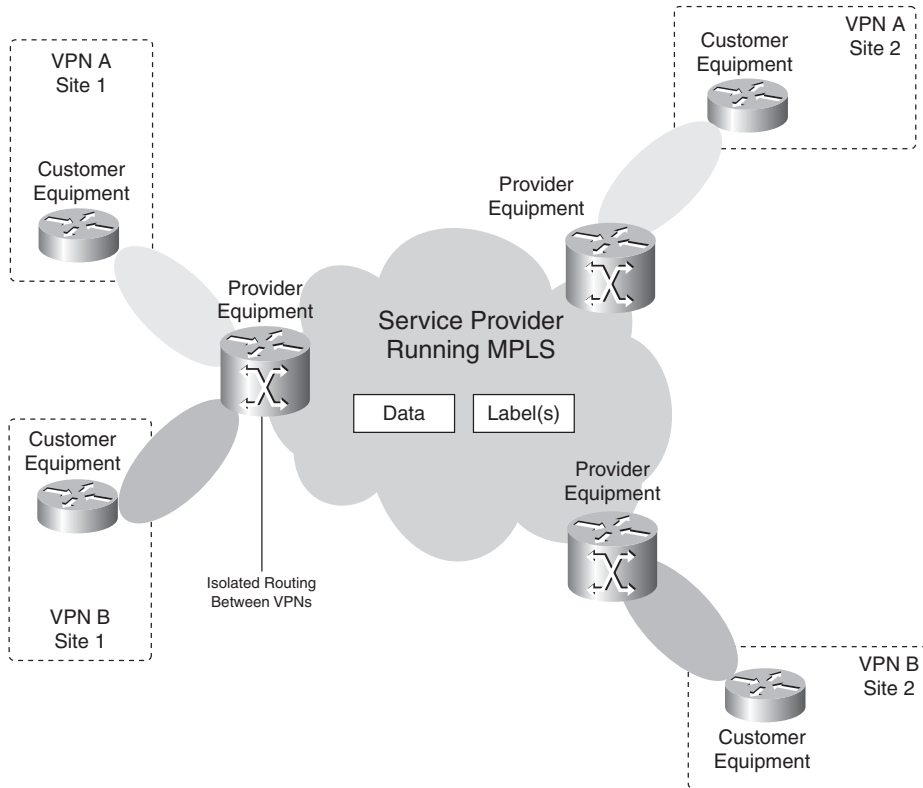 VPN A
Site 1
Customer
Equipment
Customer
Equipment
VPN A
Site 2
Provider
Equipment
Provider
Equipment
Service Provider
Running MPLS
Data
Label(s)
Customer
Equipment
Provider
Equipment
Isolated Routing
Between VPNs
VPN B
Site 1
VPN B
Site 2
Customer
Equipment